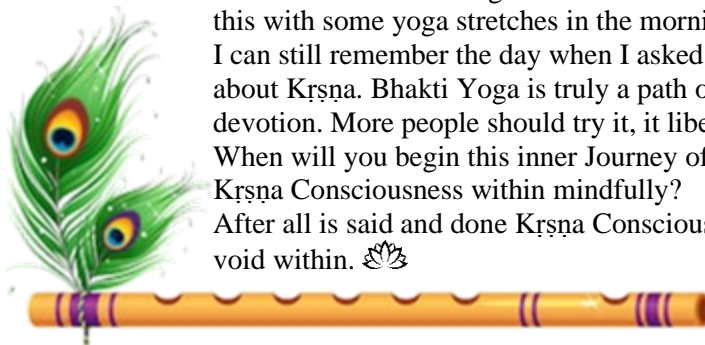 this with some yoga stretches in the morni
I can still remember the day when I asked
about Kṛṣṇa. Bhakti Yoga is truly a path o
devotion. More people should try it, it libe
When will you begin this inner Journey of
Kṛṣṇa Consciousness within mindfully?
After all is said and done Kṛṣṇa Conscious
void within.